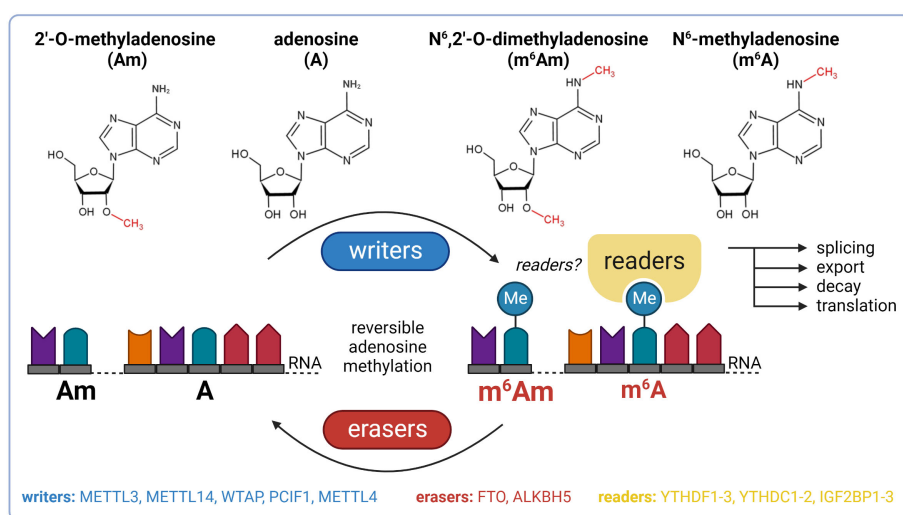 2'-O-methyladenosine
(Am)
adenosine
(A)
N⁶,2'-O-dimethyladenosine
(m⁶Am)
N⁶-methyladenosine
(m⁶A)
NH₂
N
N
N
N
HO
O
OH
O
CH₃
NH₂
N
N
N
N
HO
O
OH
OH
HN
CH₃
N
N
N
N
HO
O
OH
O
CH₃
HN
CH₃
N
N
N
N
HO
O
OH
OH
writers
readers?
readers
splicing
export
decay
translation
Me
Me
reversible
adenosine
methylation
RNA
RNA
Am
A
m⁶Am
m⁶A
erasers
writers: METTL3, METTL14, WTAP, PCIF1, METTL4
erasers: FTO, ALKBH5
readers: YTHDF1-3, YTHDC1-2, IGF2BP1-3